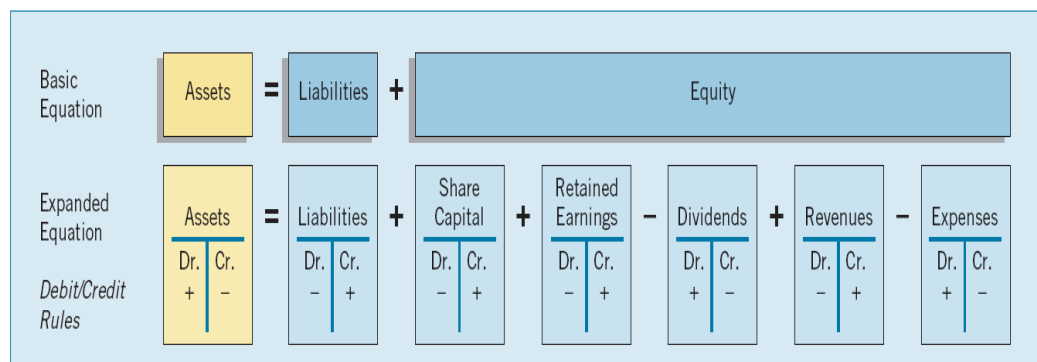 Basic
Equation
Assets = Liabilities + Equity
Expanded
Equation
Assets = Liabilities + Share
Capital + Retained
Earnings – Dividends + Revenues – Expenses
Debit/Credit
Rules
Dr. Cr. Dr. Cr. Dr. Cr. Dr. Cr. Dr. Cr. Dr. Cr. Dr. Cr.
+ – – + – + – + + – – + + –